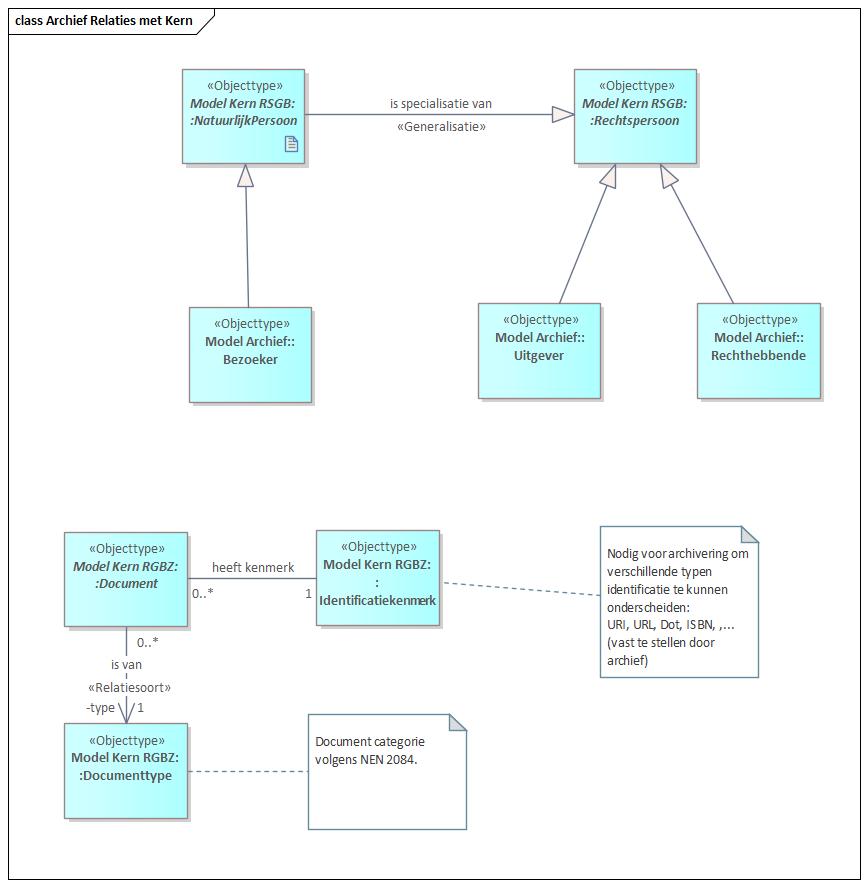 class Archief Relaties met Kern
«Objecttype»
Model Kern RSGB:
:NatuurlijkPersoon
is specialisatie van
«Generalisatie»
«Objecttype»
Model Kern RSGB:
:Rechtspersoon
«Objecttype»
Model Archief::
Bezoeker
«Objecttype»
Model Archief::
Uitgever
«Objecttype»
Model Archief::
Rechthebbende
«Objecttype»
Model Kern RGBZ:
:Document
heeft kenmerk
0..*
1
«Objecttype»
Model Kern RGBZ:
:
Identificatiekenmerk
Nodig voor archivering om
verschillende typen
identificatie te kunnen
onderscheiden:
URI, URL, Dot, ISBN, ,...
(vast te stellen door
archief)
0..*
is van
«Relatiesoort»
-type
1
«Objecttype»
Model Kern RGBZ:
:Documenttype
Document categorie
volgens NEN 2084.